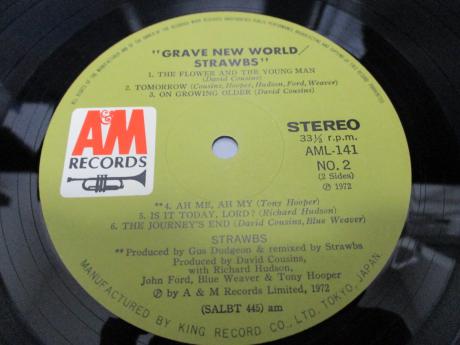 "GRAVE NEW WORLD/
STRAWBS"
1. THE FLOWER AND THE YOUNG MAN
(David Cousins)
2. TOMORROW (Cousins, Hooper, Hudson, Ford, Weaver)
3. ON GROWING OLDER (David Cousins)
A&M
RECORDS
STEREO
33⅓ r.p.m.
AML-141
NO. 2
(2 Sides)
Ⓟ 1972
**4. AH ME, AH MY (Tony Hooper)
5. IS IT TODAY, LORD? (Richard Hudson)
6. THE JOURNEY'S END (David Cousins, Blue Weaver)
STRAWBS
**Produced by Gus Dudgeon & remixed by Strawbs
Produced by David Cousins,
with Richard Hudson,
John Ford, Blue Weaver & Tony Hooper
Ⓟ by A & M Records Limited, 1972
(SALBT 445) am
MANUFACTURED BY KING RECORD CO., LTD. TOKYO, JAPAN